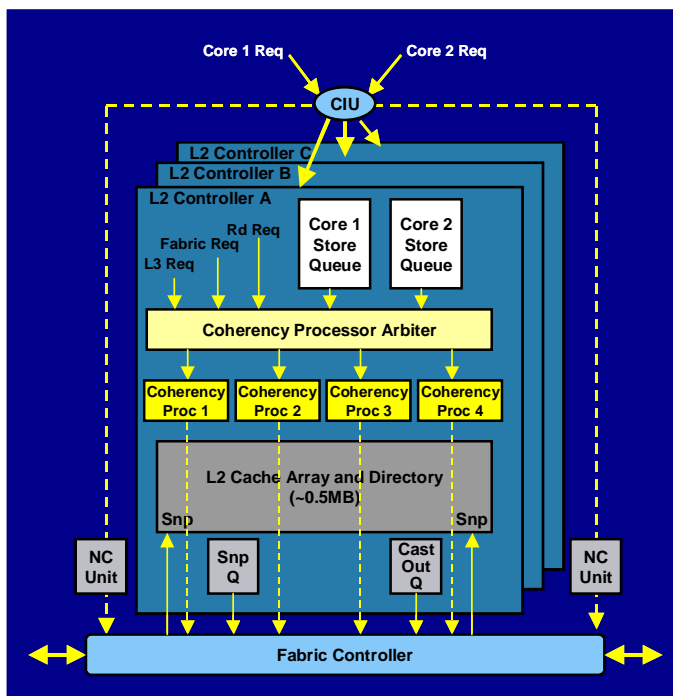 Core 1 Req
Core 2 Req
CIU
L2 Controller C
L2 Controller B
L2 Controller A
Rd Req
Fabric Req
L3 Req
Core 1
Store
Queue
Core 2
Store
Queue
Coherency Processor Arbiter
Coherency
Proc 1
Coherency
Proc 2
Coherency
Proc 3
Coherency
Proc 4
L2 Cache Array and Directory
(~0.5MB)
Snp
Snp
NC
Unit
Snp
Q
Cast
Out
Q
NC
Unit
Fabric Controller